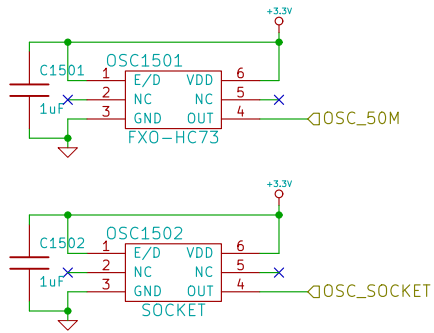 +3.3V
OSC1501
C1501
1uF
1 E/D VDD 6
2 NC NC 5
3 GND OUT 4
OSC_50M
FXO-HC73
+3.3V
OSC1502
C1502
1uF
1 E/D VDD 6
2 NC NC 5
3 GND OUT 4
OSC_SOCKET
SOCKET